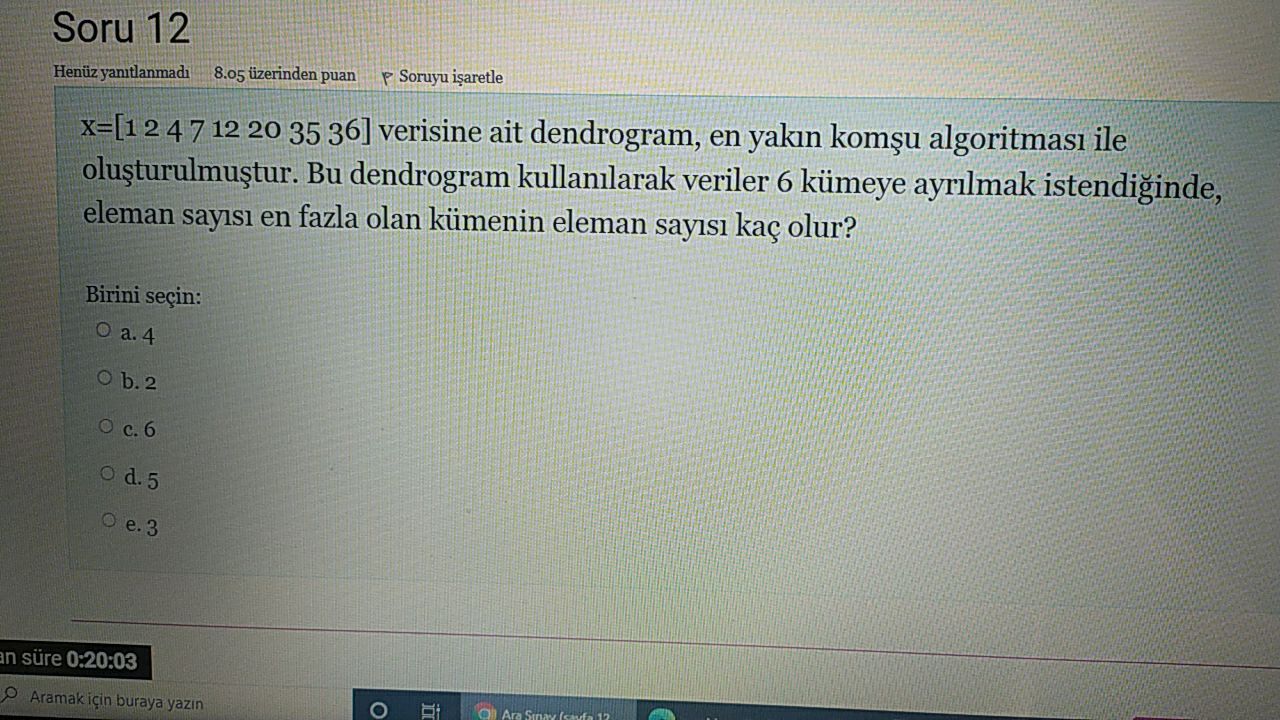 Soru 12
Henüz yanıtlanmadı 8.05 üzerinden puan Soruyu işaretle
x=[1 2 4 7 12 20 35 36] verisine ait dendrogram, en yakın komşu algoritması ile
oluşturulmuştur. Bu dendrogram kullanılarak veriler 6 kümeye ayrılmak istendiğinde,
eleman sayısı en fazla olan kümenin eleman sayısı kaç olur?
Birini seçin:
a. 4
b. 2
c. 6
d. 5
e. 3
an süre 0:20:03
Aramak için buraya yazın
Ara Sınav (sayfa 12